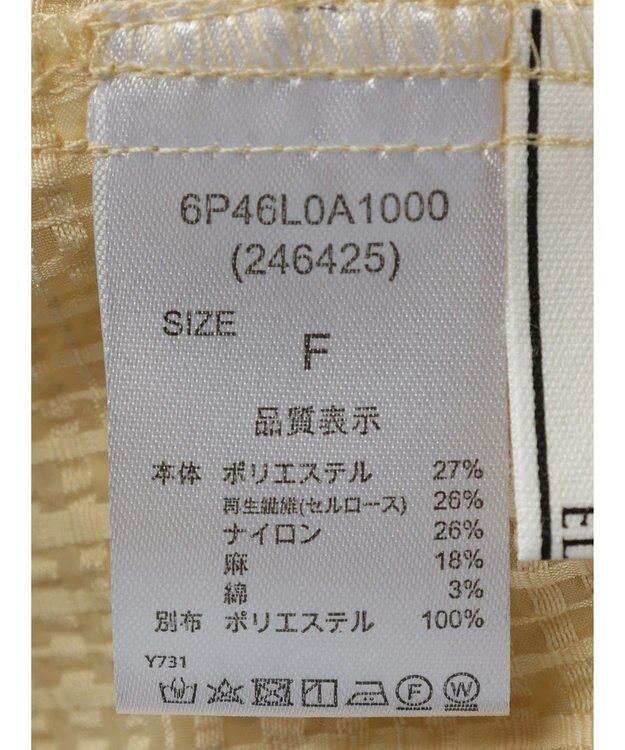 6P46L0A1000
(246425)
SIZE
F
品質表示
本体 ポリエステル 27%
再生繊維(セルロース) 26%
ナイロン 26%
麻 18%
綿 3%
別布 ポリエステル 100%
Y731
F W